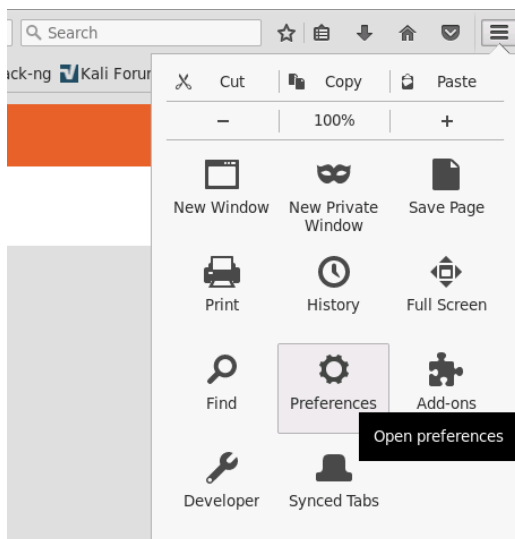 Search
ack-ng Kali Forun
Cut Copy Paste
− 100% +
New Window New Private Window Save Page
Print History Full Screen
Find Preferences Add-ons
Open preferences
Developer Synced Tabs